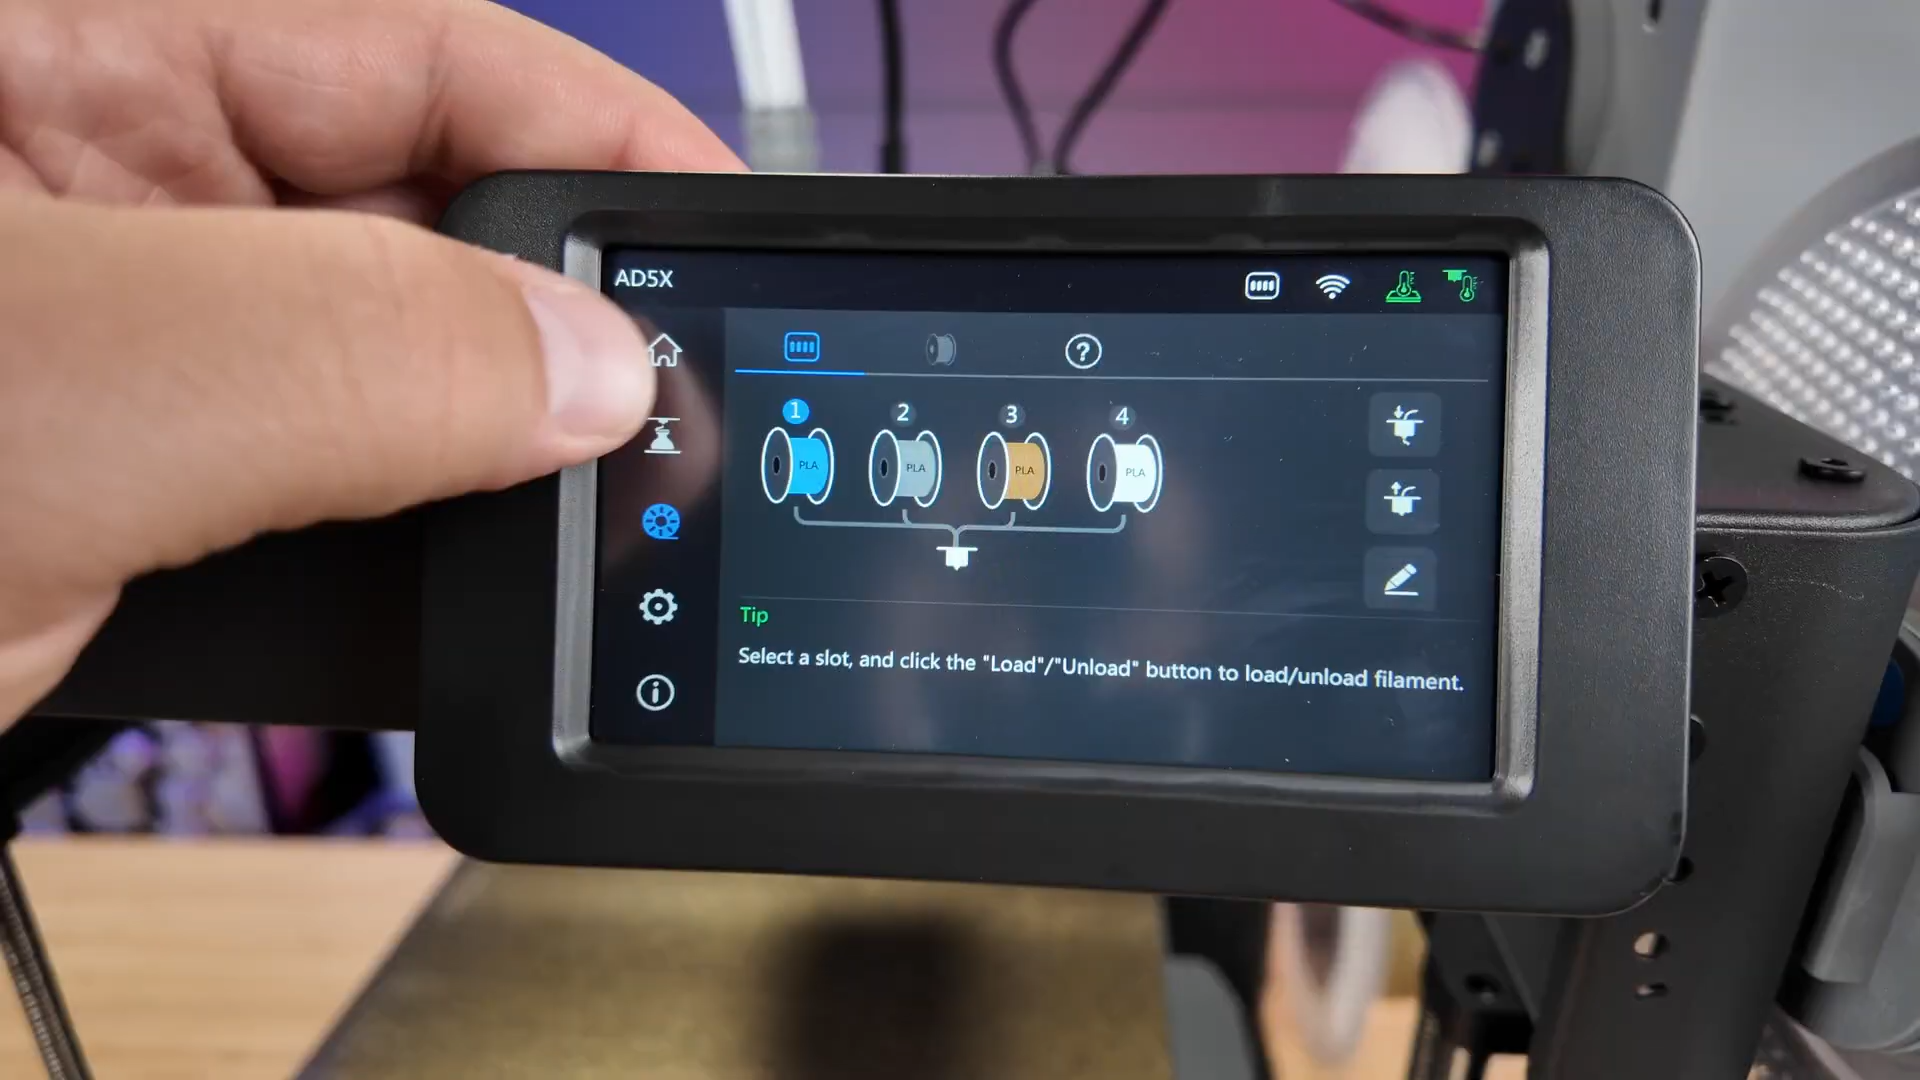 AD5X
?
1 2 3 4
PLA PLA PLA PLA
Tip
Select a slot, and click the "Load"/"Unload" button to load/unload filament.